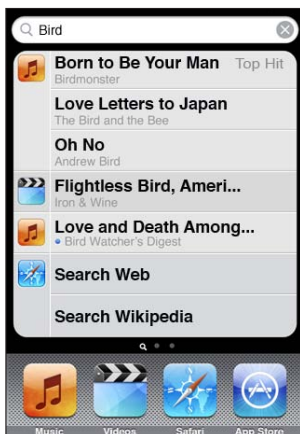 Bird
Born to Be Your Man Top Hit
Birdmonster
Love Letters to Japan
The Bird and the Bee
Oh No
Andrew Bird
Flightless Bird, Ameri...
Iron & Wine
Love and Death Among...
Bird Watcher's Digest
Search Web
Search Wikipedia
Music Videos Safari App Store